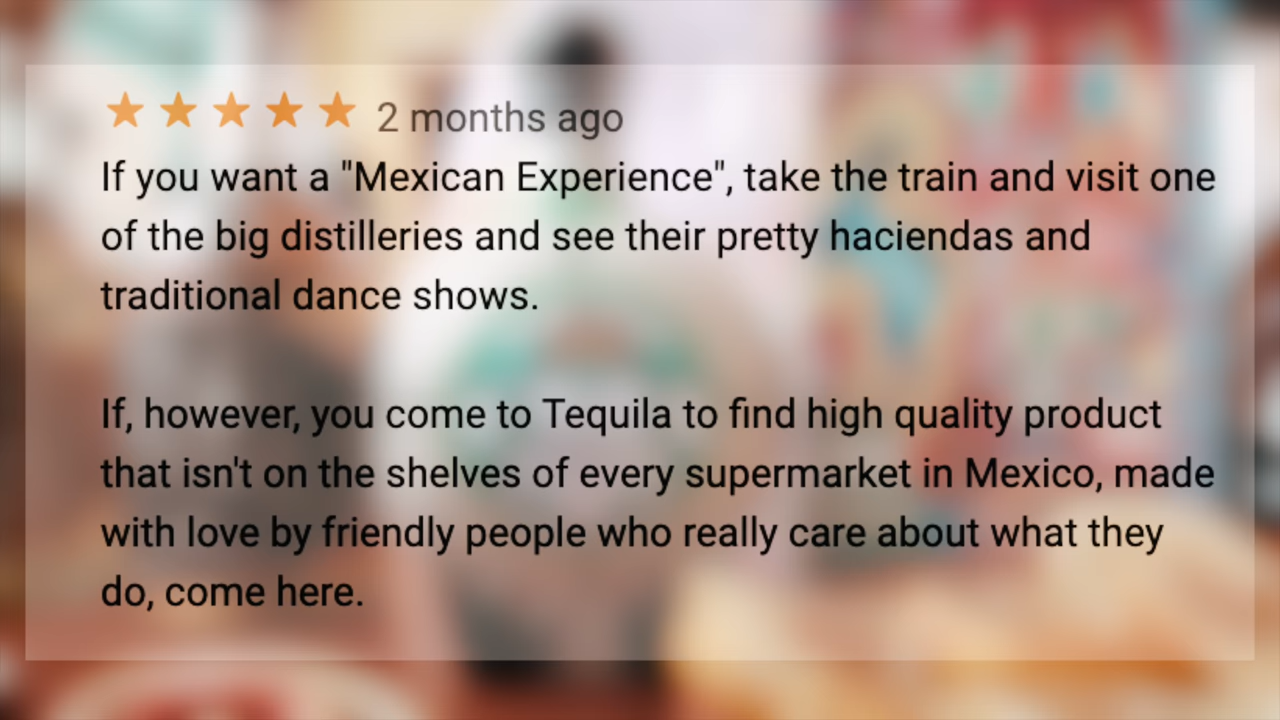 2 months ago
If you want a "Mexican Experience", take the train and visit one
of the big distilleries and see their pretty haciendas and
traditional dance shows.
If, however, you come to Tequila to find high quality product
that isn't on the shelves of every supermarket in Mexico, made
with love by friendly people who really care about what they
do, come here.